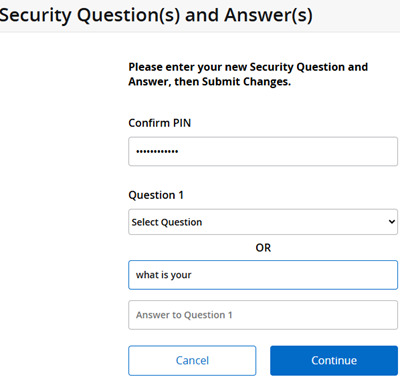 Security Question(s) and Answer(s)
Please enter your new Security Question and
Answer, then Submit Changes.
Confirm PIN
••••••••••••
Question 1
Select Question
OR
what is your
Answer to Question 1
Cancel
Continue